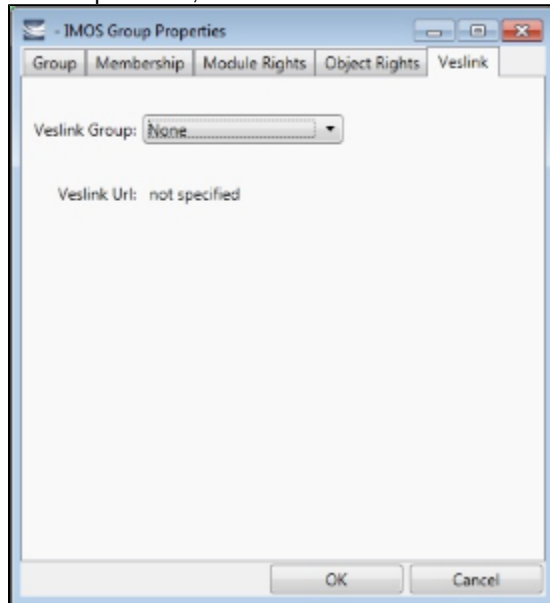 - IMOS Group Properties
Group Membership Module Rights Object Rights Veslink
Veslink Group: None
Veslink Url: not specified
OK Cancel